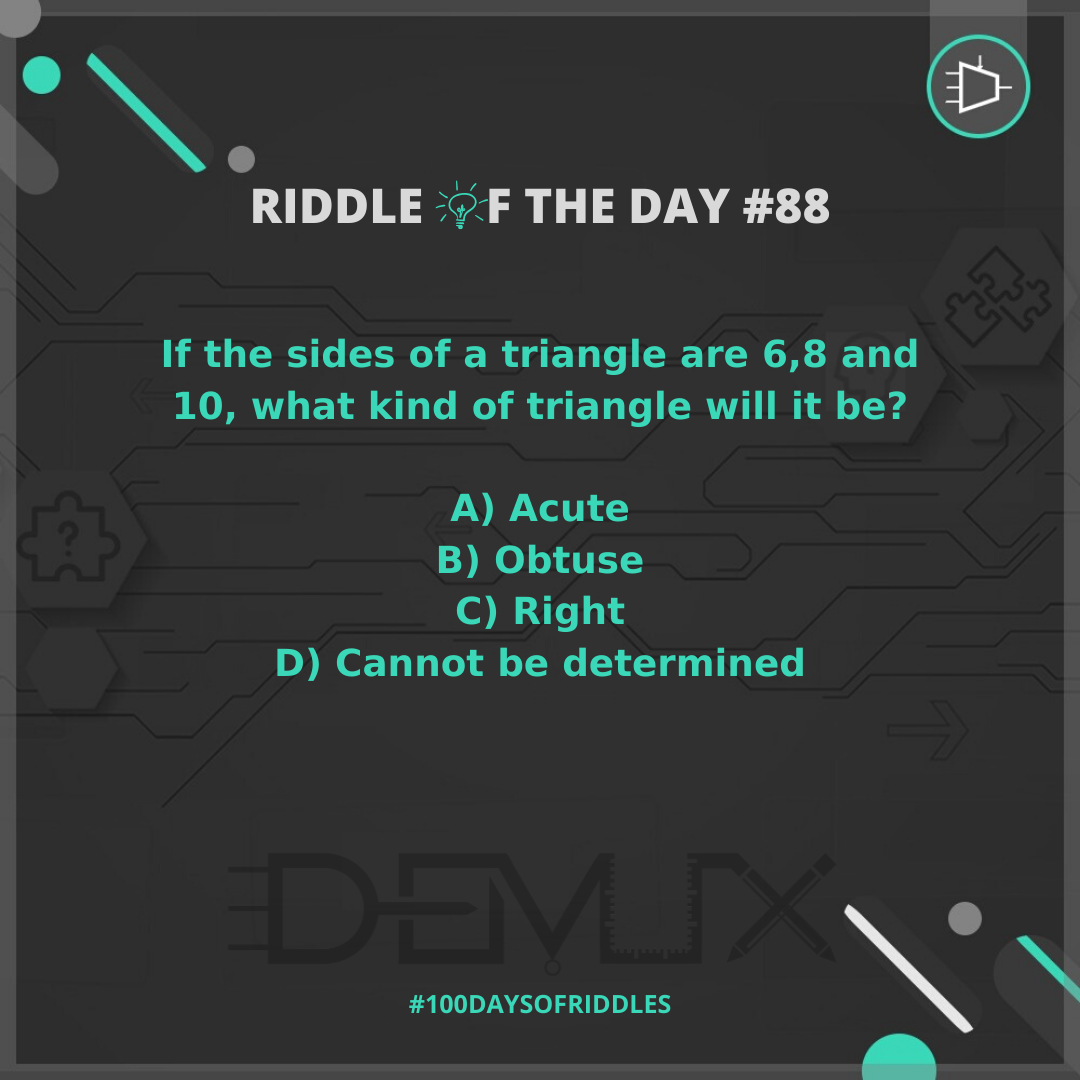 RIDDLE OF THE DAY #88
If the sides of a triangle are 6,8 and
10, what kind of triangle will it be?
A) Acute
B) Obtuse
C) Right
D) Cannot be determined
DEMUX
#100DAYSOFRIDDLES